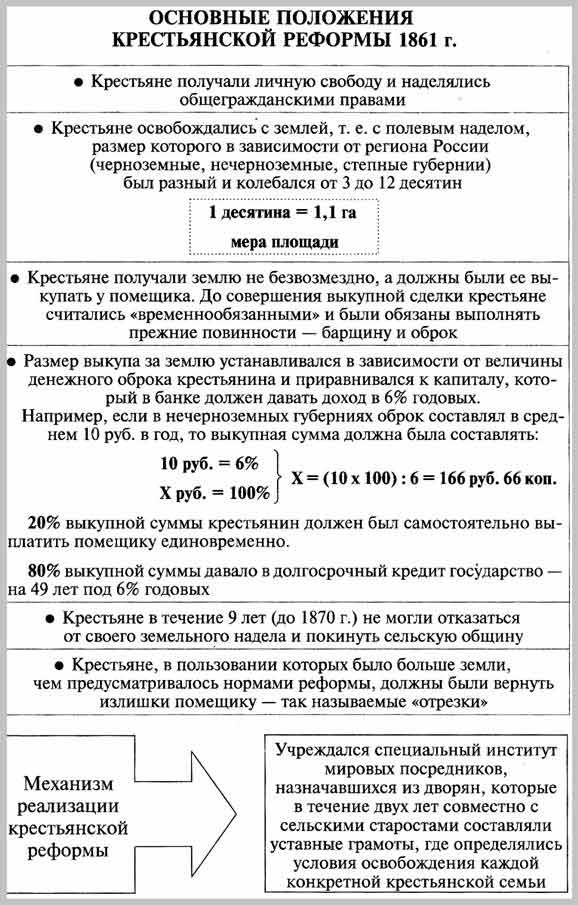 ОСНОВНЫЕ ПОЛОЖЕНИЯ
КРЕСТЬЯНСКОЙ РЕФОРМЫ 1861 г.
● Крестьяне получали личную свободу и наделялись
общегражданскими правами
● Крестьяне освобождались с землей, т. е. с полевым наделом,
размер которого в зависимости от региона России
(черноземные, нечерноземные, степные губернии)
был разный и колебался от 3 до 12 десятин
1 десятина = 1,1 га
мера площади
● Крестьяне получали землю не безвозмездно, а должны были ее вы-
купать у помещика. До совершения выкупной сделки крестьяне
считались «временнообязанными» и были обязаны выполнять
прежние повинности — барщину и оброк
● Размер выкупа за землю устанавливался в зависимости от величины
денежного оброка крестьянина и приравнивался к капиталу, кото-
рый в банке должен давать доход в 6% годовых.
Например, если в нечерноземных губерниях оброк составлял в сред-
нем 10 руб. в год, то выкупная сумма должна была составлять:
10 руб. = 6%
X руб. = 100%
X = (10 х 100) : 6 = 166 руб. 66 коп.
20% выкупной суммы крестьянин должен был самостоятельно вы-
платить помещику единовременно.
80% выкупной суммы давало в долгосрочный кредит государство —
на 49 лет под 6% годовых
● Крестьяне в течение 9 лет (до 1870 г.) не могли отказаться
от своего земельного надела и покинуть сельскую общину
● Крестьяне, в пользовании которых было больше земли,
чем предусматривалось нормами реформы, должны были вернуть
излишки помещику — так называемые «отрезки»
Механизм
реализации
крестьянской
реформы
Учреждался специальный институт
мировых посредников,
назначавшихся из дворян, которые
в течение двух лет совместно с
сельскими старостами составляли
уставные грамоты, где определялись
условия освобождения каждой
конкретной крестьянской семьи